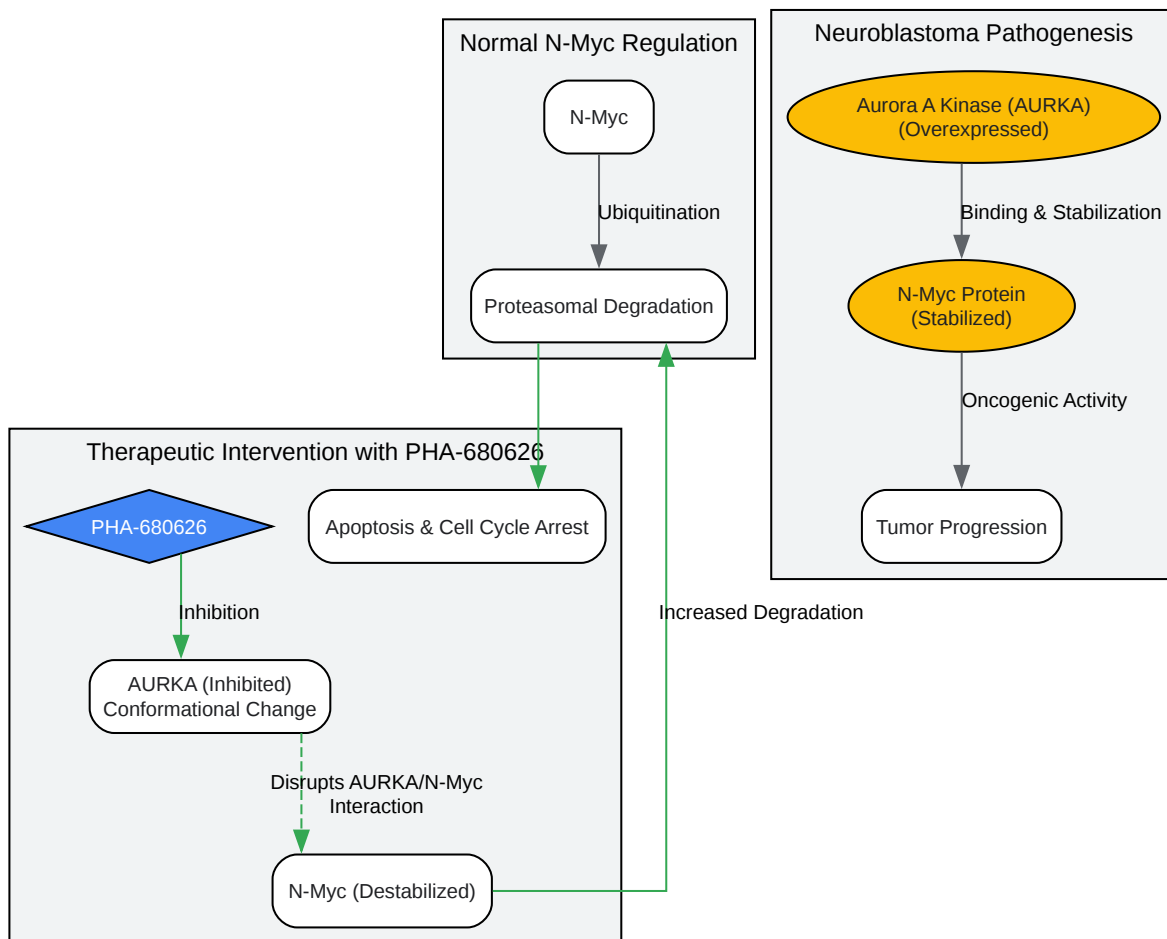 Normal N-Myc Regulation
N-Myc
Ubiquitination
Proteasomal Degradation
Neuroblastoma Pathogenesis
Aurora A Kinase (AURKA)
(Overexpressed)
Binding & Stabilization
N-Myc Protein
(Stabilized)
Oncogenic Activity
Tumor Progression
Therapeutic Intervention with PHA-680626
PHA-680626
Apoptosis & Cell Cycle Arrest
Inhibition
Increased Degradation
AURKA (Inhibited)
Conformational Change
Disrupts AURKA/N-Myc
Interaction
N-Myc (Destabilized)